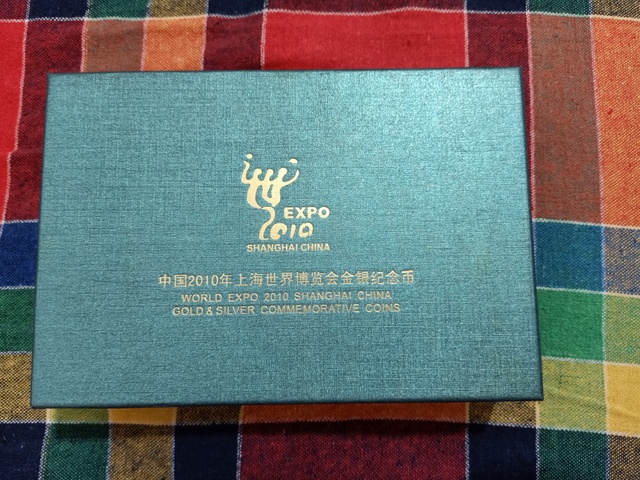 EXPO
2010
SHANGHAI CHINA
中国2010年上海世界博览会金银纪念币
WORLD EXPO 2010 SHANGHAI CHINA
GOLD & SILVER COMMEMORATIVE COINS